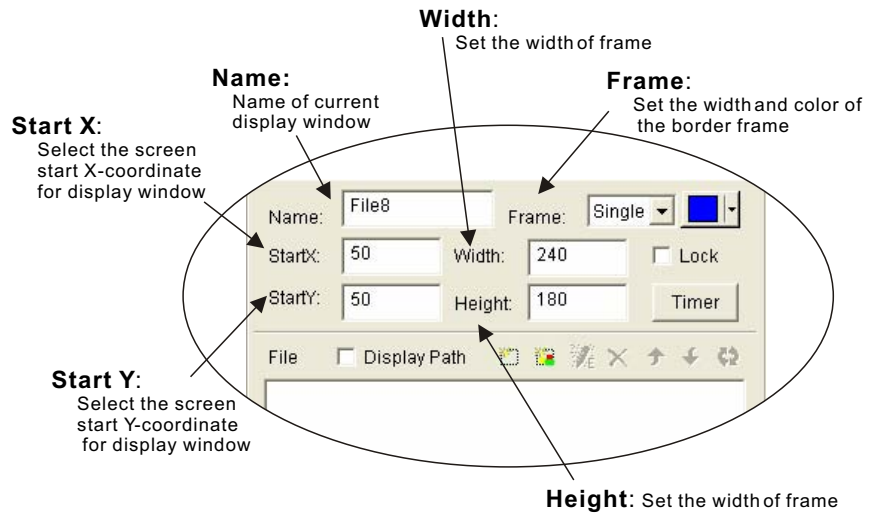 Width:
Set the width of frame
Name:
Name of current
display window
Frame:
Set the width and color of
the border frame
Start X:
Select the screen
start X-coordinate
for display window
Name: File8 Frame: Single
StartX: 50 Width: 240 Lock
StartY: 50 Height: 180 Timer
File Display Path
Start Y:
Select the screen
start Y-coordinate
for display window
Height: Set the width of frame